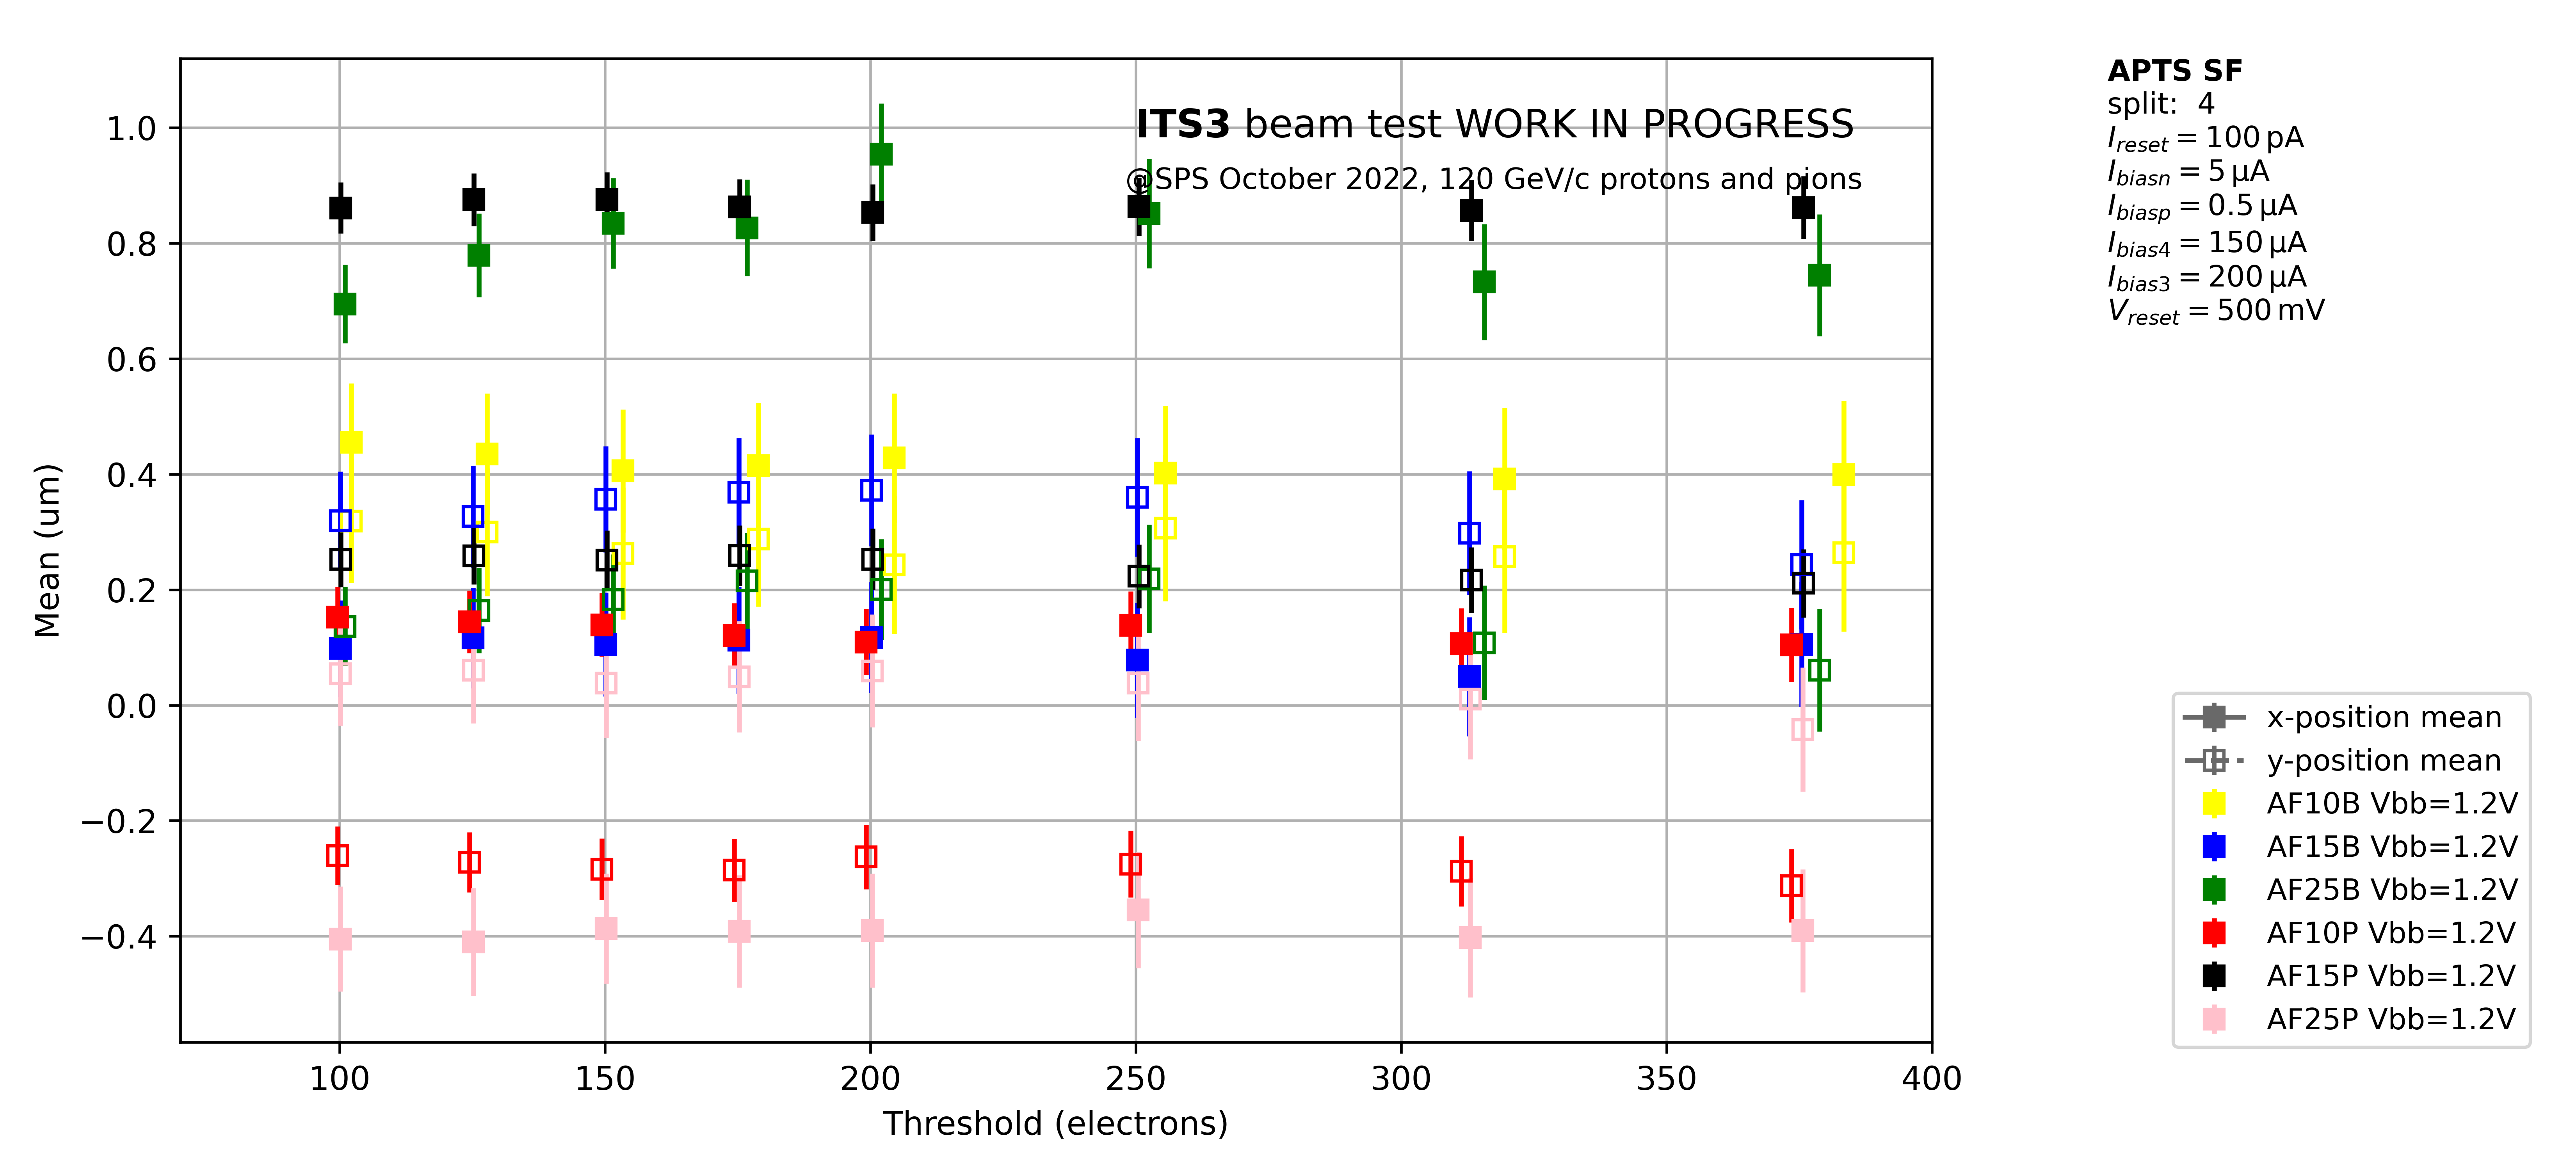 ITS3 beam test WORK IN PROGRESS
@SPS October 2022, 120 GeV/c protons and pions
1.0
0.8
0.6
0.4
0.2
0.0
−0.2
−0.4
Mean (um)
100 150 200 250 300 350 400
Threshold (electrons)
APTS SF
split: 4
I_reset = 100 pA
I_biasn = 5 μA
I_biasp = 0.5 μA
I_bias4 = 150 μA
I_bias3 = 200 μA
V_reset = 500 mV
x-position mean
y-position mean
AF10B Vbb=1.2V
AF15B Vbb=1.2V
AF25B Vbb=1.2V
AF10P Vbb=1.2V
AF15P Vbb=1.2V
AF25P Vbb=1.2V